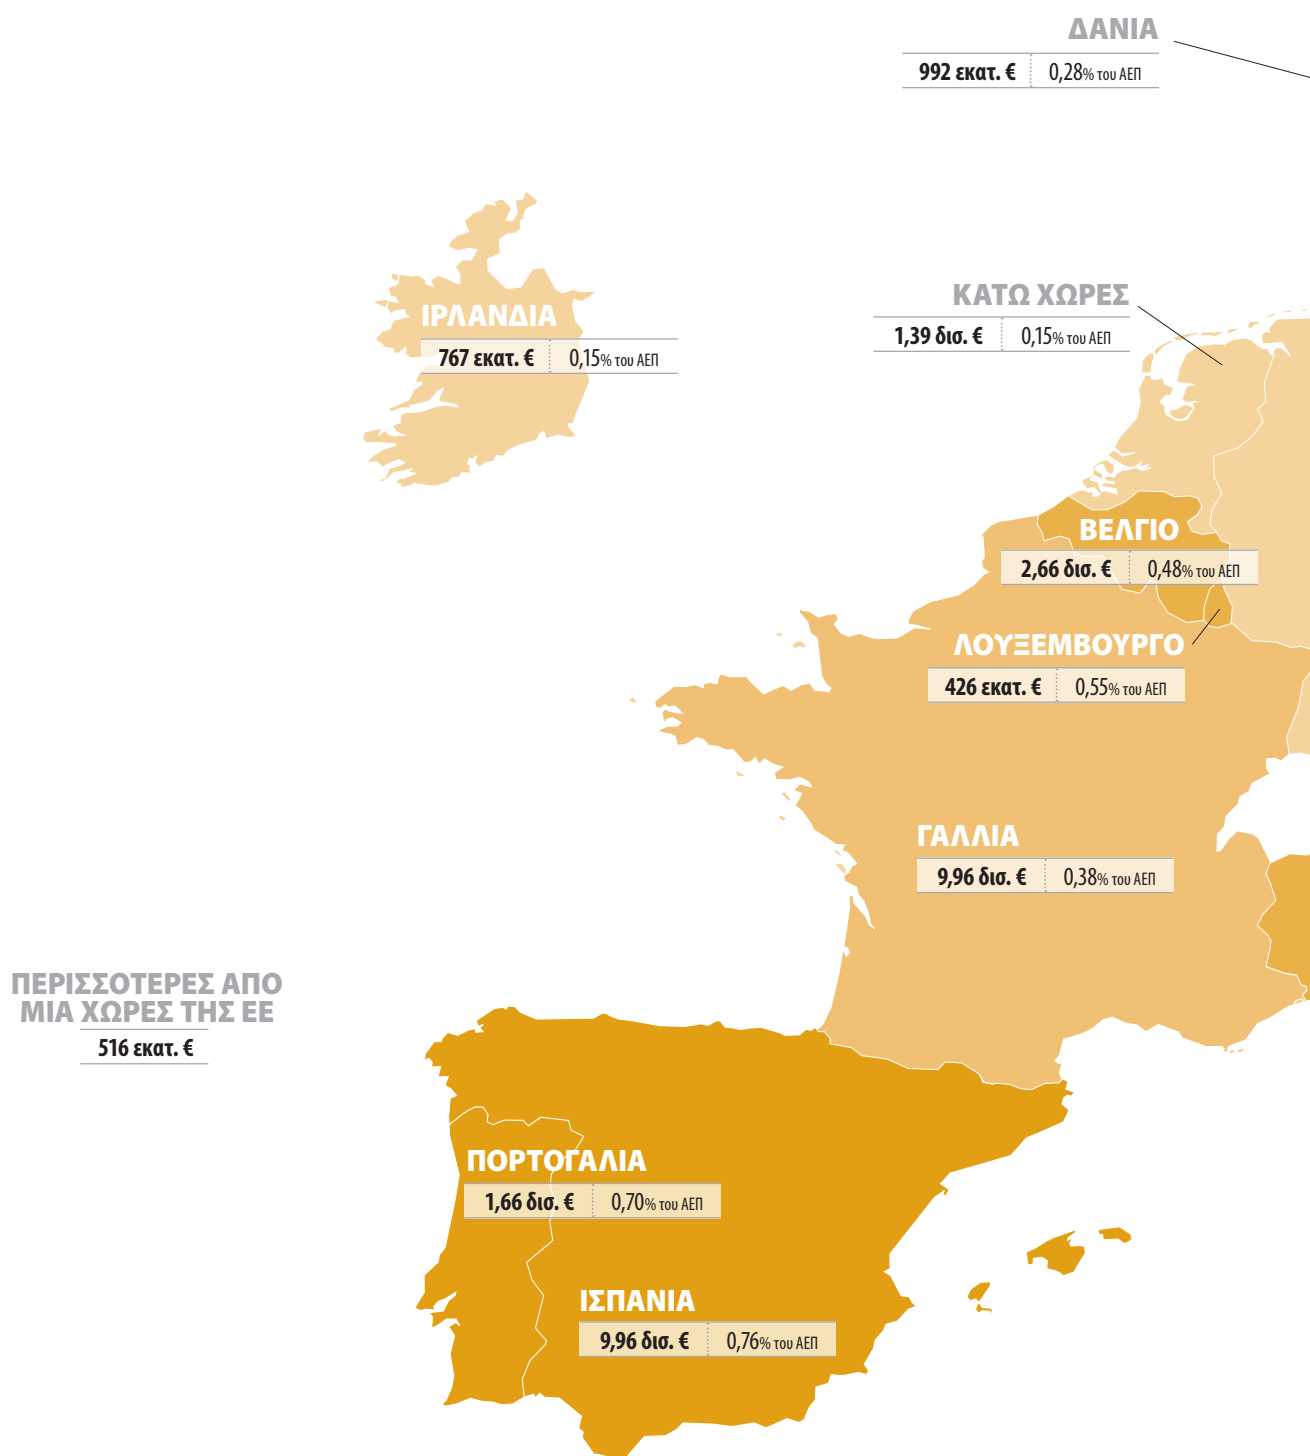 ΔΑΝΙΑ
992 εκατ. € 0,28% του ΑΕΠ
ΙΡΛΑΝΔΙΑ
767 εκατ. € 0,15% του ΑΕΠ
ΚΑΤΩ ΧΩΡΕΣ
1,39 δισ. € 0,15% του ΑΕΠ
ΒΕΛΓΙΟ
2,66 δισ. € 0,48% του ΑΕΠ
ΛΟΥΞΕΜΒΟΥΡΓΟ
426 εκατ. € 0,55% του ΑΕΠ
ΓΑΛΛΙΑ
9,96 δισ. € 0,38% του ΑΕΠ
ΠΕΡΙΣΣΟΤΕΡΕΣ ΑΠΟ
ΜΙΑ ΧΩΡΕΣ ΤΗΣ ΕΕ
516 εκατ. €
ΠΟΡΤΟΓΑΛΙΑ
1,66 δισ. € 0,70% του ΑΕΠ
ΙΣΠΑΝΙΑ
9,96 δισ. € 0,76% του ΑΕΠ